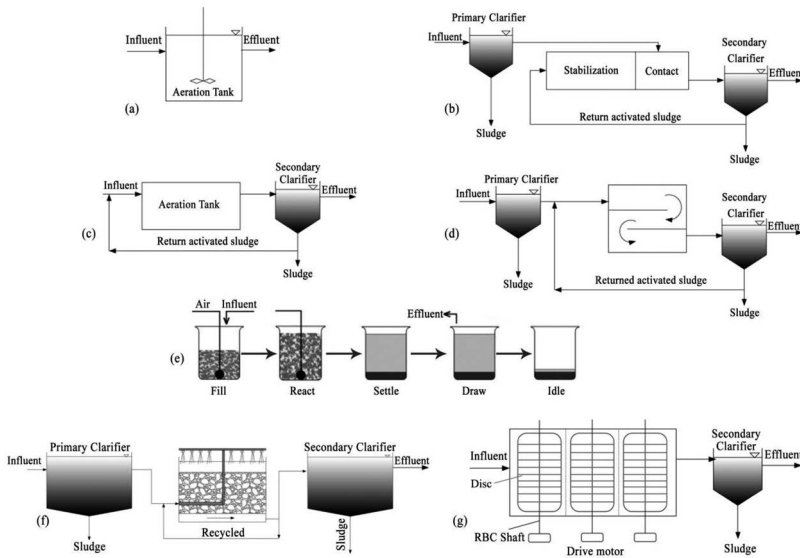 Influent
Effluent
Aeration Tank
(a)
Primary Clarifier
Influent
Stabilization
Contact
Secondary
Clarifier
Effluent
Return activated sludge
Sludge
Sludge
(b)
Influent
Aeration Tank
Secondary
Clarifier
Effluent
Return activated sludge
Sludge
(c)
Primary Clarifier
Influent
Secondary
Clarifier
Effluent
Returned activated sludge
Sludge
Sludge
(d)
Air
Influent
Effluent
(e)
Fill
React
Settle
Draw
Idle
Primary Clarifier
Influent
Secondary Clarifier
Effluent
Recycled
Sludge
Sludge
(f)
Influent
Disc
RBC Shaft
Drive motor
Secondary
Clarifier
Effluent
Sludge
(g)